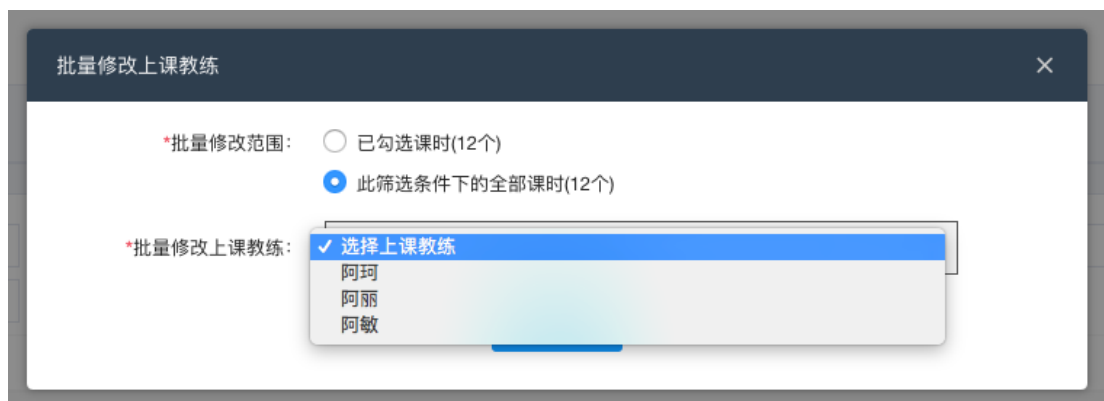 批量修改上课教练
*批量修改范围：
已勾选课时(12个)
此筛选条件下的全部课时(12个)
*批量修改上课教练：
选择上课教练
阿珂
阿丽
阿敏